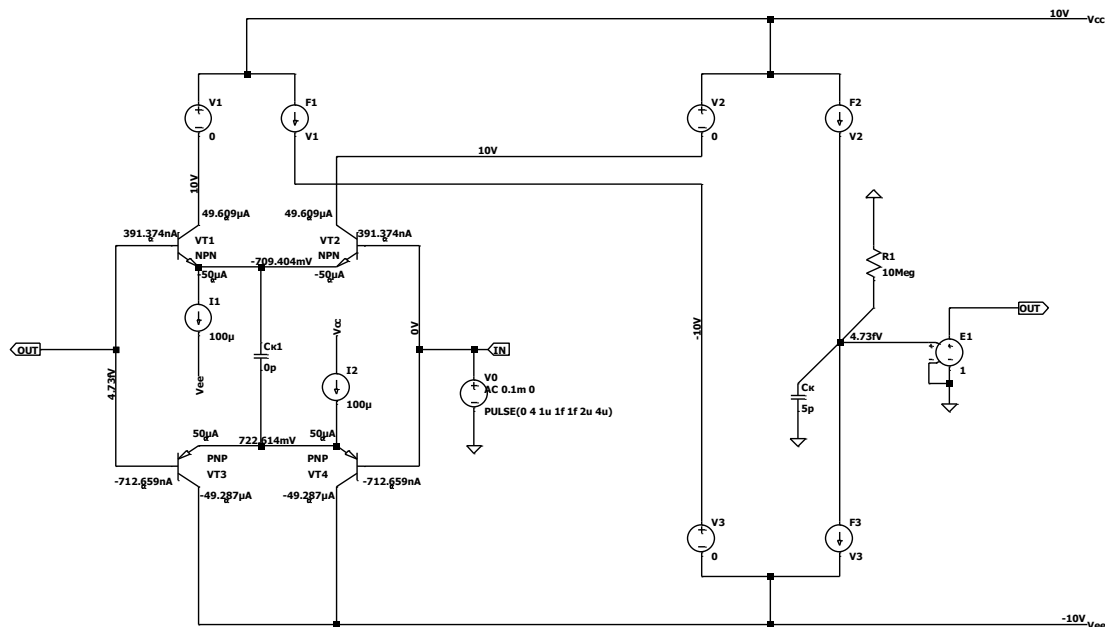 10V
Vcc
V1
0
F1
V1
V2
0
F2
V2
10V
10V
49.609µA
49.609µA
391.374nA
391.374nA
VT1
VT2
NPN
NPN
-709.404mV
-50µA
-50µA
R1
10Meg
I1
100µ
Vee
Cк1
0p
Vcc
0V
-10V
OUT
4.73fV
E1
1
OUT
4.73fV
IN
V0
AC 0.1m 0
PULSE(0 4 1u 1f 1f 2u 4u)
I2
100µ
Cк
5p
50µA
722.614mV
50µA
PNP
PNP
VT3
VT4
-712.659nA
-712.659nA
-49.287µA
-49.287µA
V3
0
F3
V3
-10V
Vee